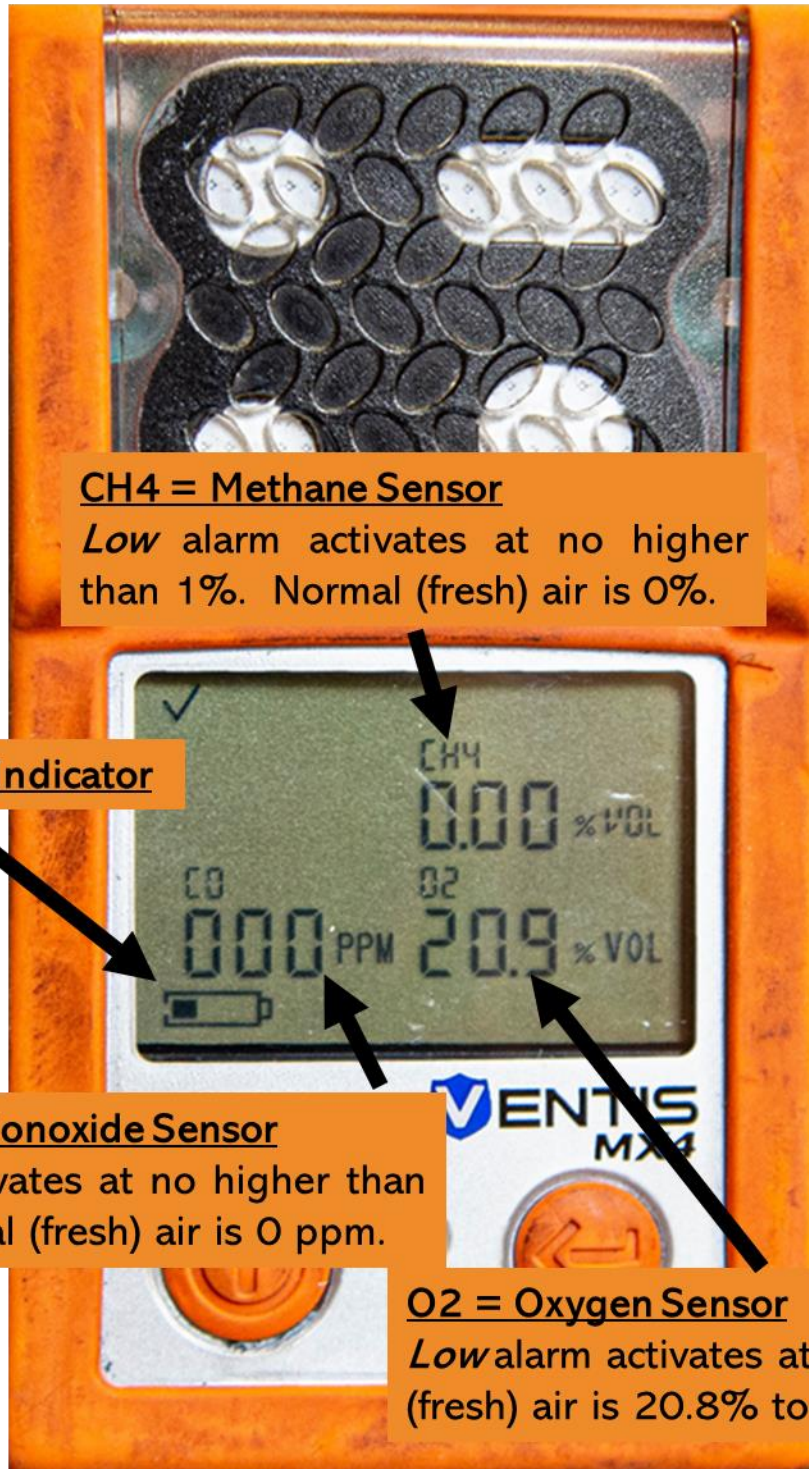 CH4 = Methane Sensor
Low alarm activates at no higher
than 1%. Normal (fresh) air is 0%.
ndicator
CH4
0.00 % VOL
CO O2
000 PPM 20.9 % VOL
VENTIS
MX4
onoxide Sensor
vates at no higher than
al (fresh) air is 0 ppm.
O2 = Oxygen Sensor
Low alarm activates at
(fresh) air is 20.8% to